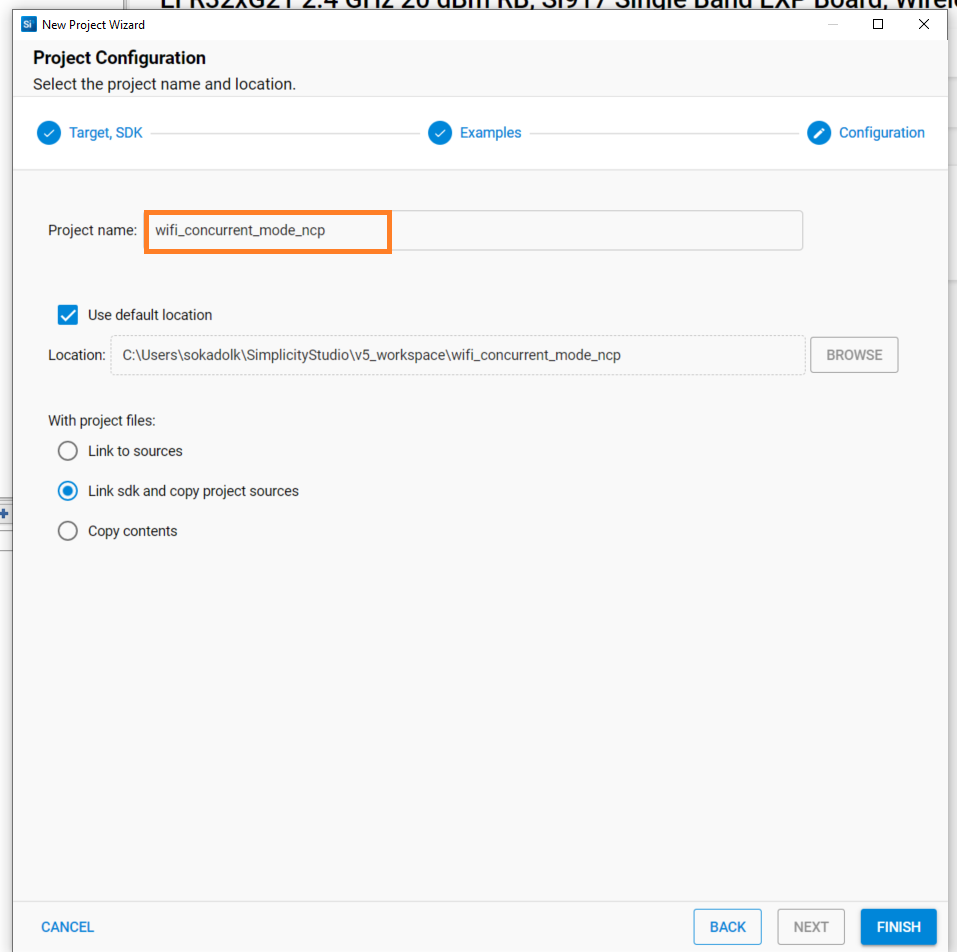 EFR32xG21 2.4 GHz 20 dBm RB, Si917 Single Band EXP Board, Wirel
Si New Project Wizard
Project Configuration
Select the project name and location.
Target, SDK Examples Configuration
Project name: wifi_concurrent_mode_ncp
Use default location
Location: C:\Users\sokadolk\SimplicityStudio\v5_workspace\wifi_concurrent_mode_ncp BROWSE
With project files:
Link to sources
Link sdk and copy project sources
Copy contents
CANCEL BACK NEXT FINISH